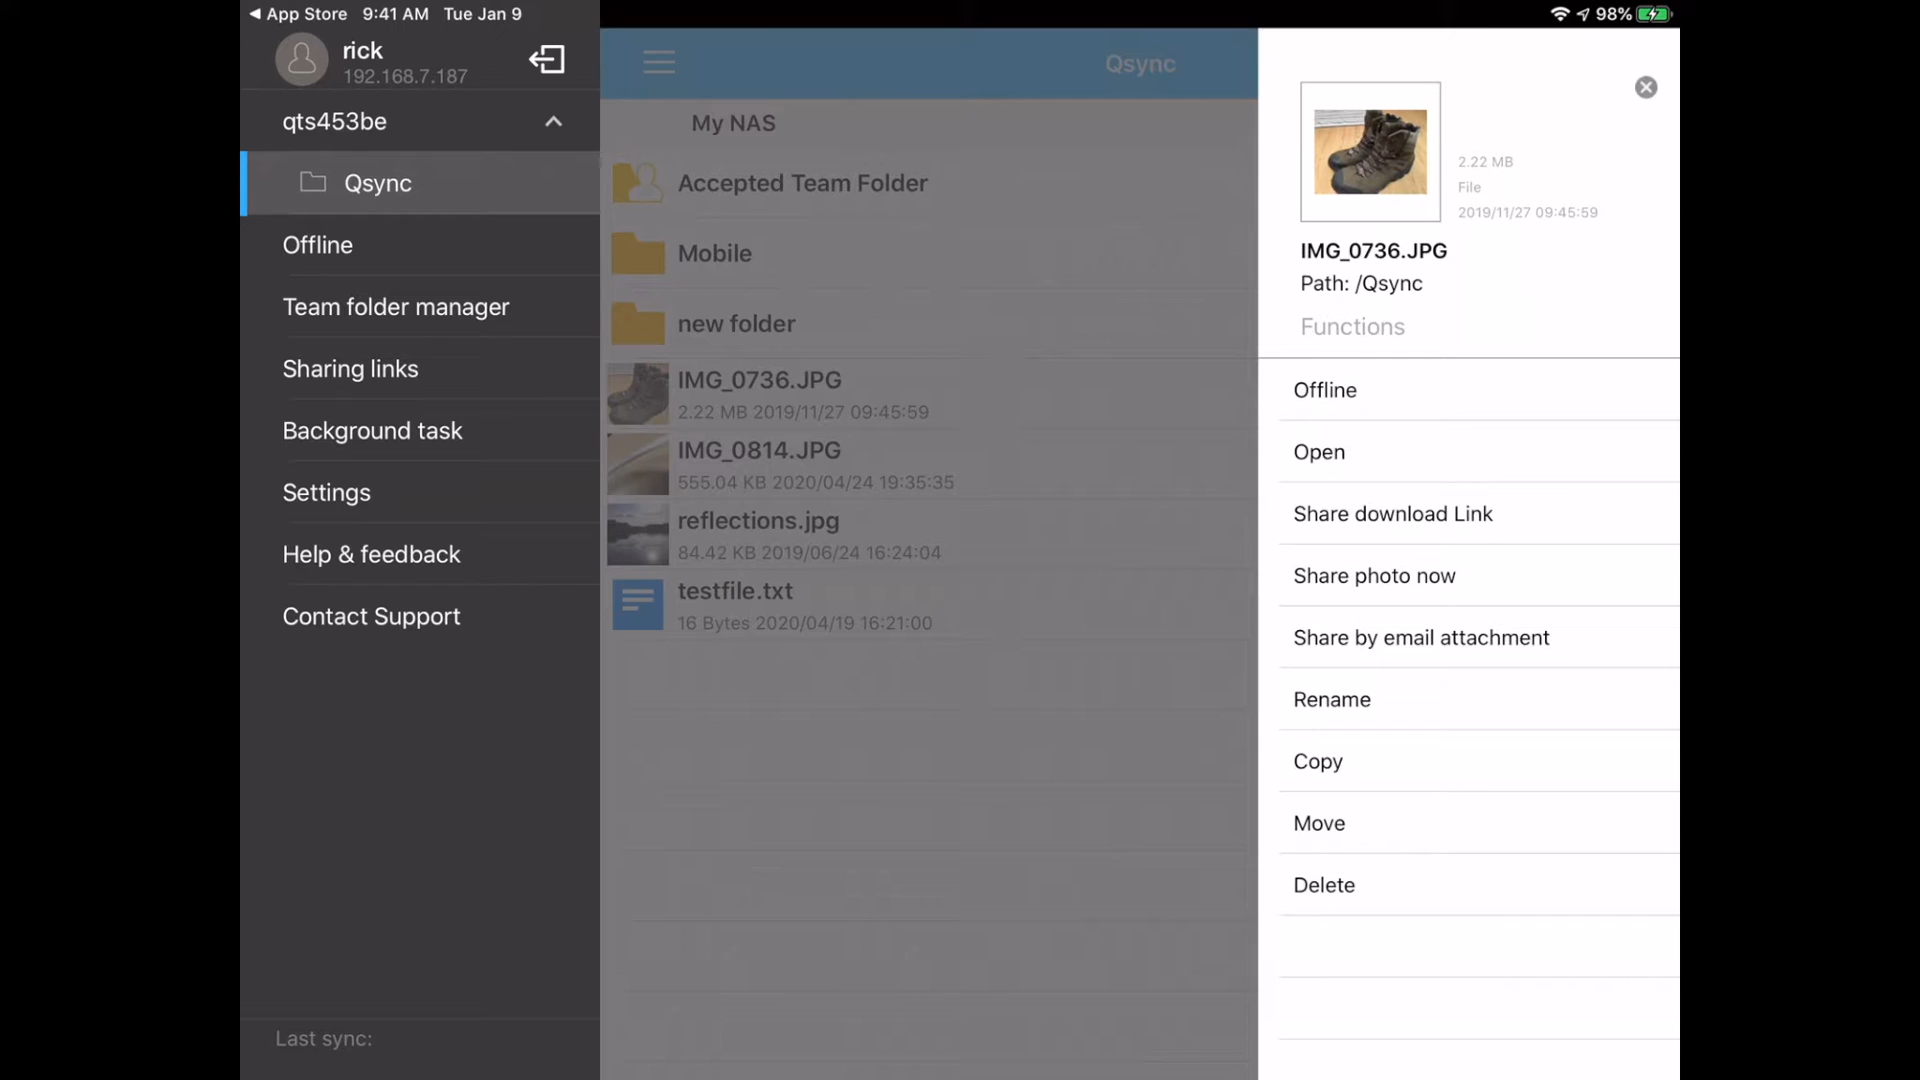 App Store 9:41 AM Tue Jan 9
98%
rick
192.168.7.187
qts453be
Qsync
Offline
Team folder manager
Sharing links
Background task
Settings
Help & feedback
Contact Support
Last sync:
Qsync
My NAS
Accepted Team Folder
Mobile
new folder
IMG_0736.JPG
2.22 MB 2019/11/27 09:45:59
IMG_0814.JPG
555.04 KB 2020/04/24 19:35:35
reflections.jpg
84.42 KB 2019/06/24 16:24:04
testfile.txt
16 Bytes 2020/04/19 16:21:00
2.22 MB
File
2019/11/27 09:45:59
IMG_0736.JPG
Path: /Qsync
Functions
Offline
Open
Share download Link
Share photo now
Share by email attachment
Rename
Copy
Move
Delete